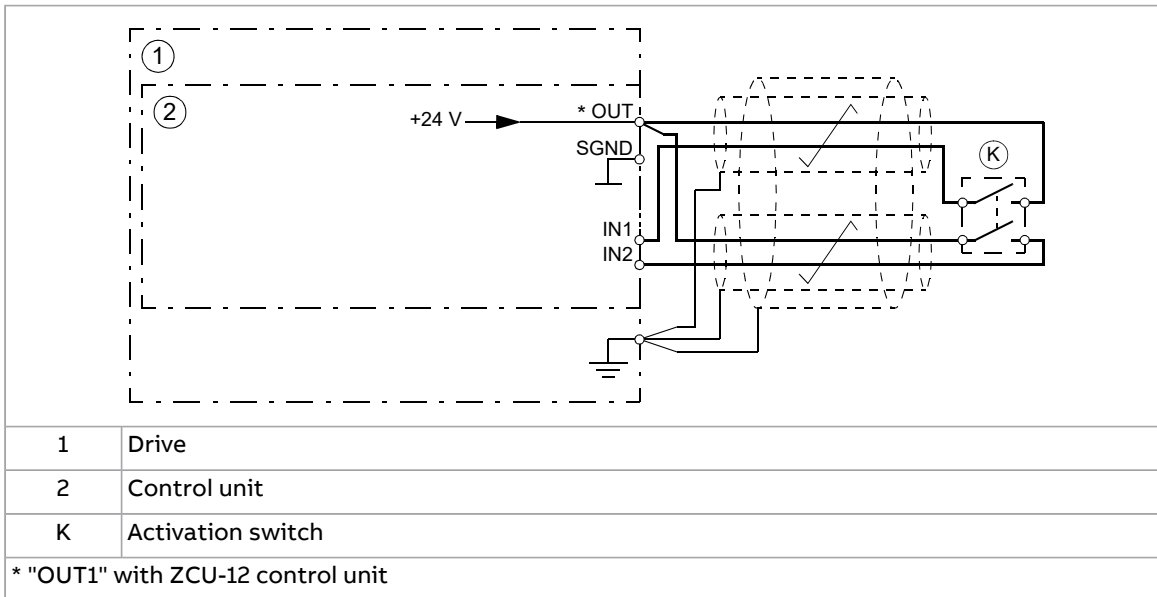 1
2
+24 V
* OUT
SGND
K
IN1
IN2
1 Drive
2 Control unit
K Activation switch
* "OUT1" with ZCU-12 control unit